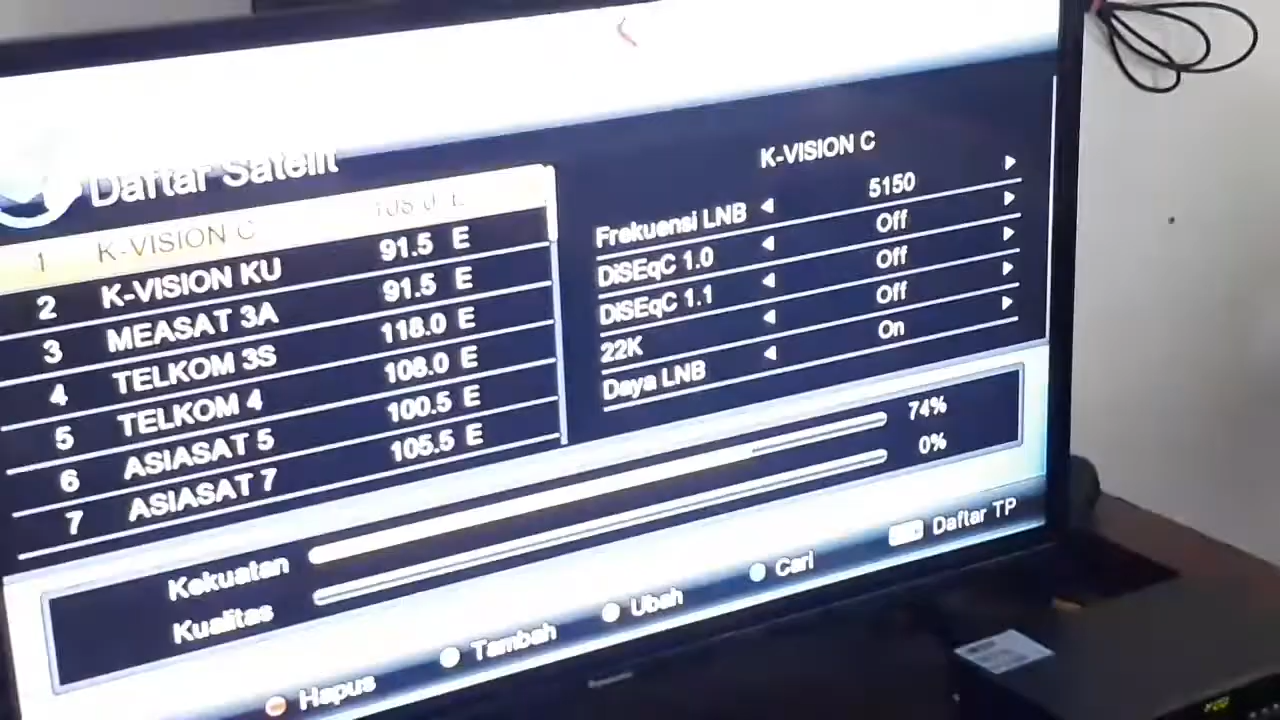 Daftar Satelit
1 K-VISION C 108.0 E
2 K-VISION KU 91.5 E
3 MEASAT 3A 91.5 E
4 TELKOM 3S 118.0 E
5 TELKOM 4 108.0 E
6 ASIASAT 5 100.5 E
7 ASIASAT 7 105.5 E
K-VISION C
Frekuensi LNB 5150
DiSEqC 1.0 Off
DiSEqC 1.1 Off
22K Off
Daya LNB On
Kekuatan 74%
Kualitas 0%
Hapus Tambah Ubah Cari Daftar TP
Panasonic